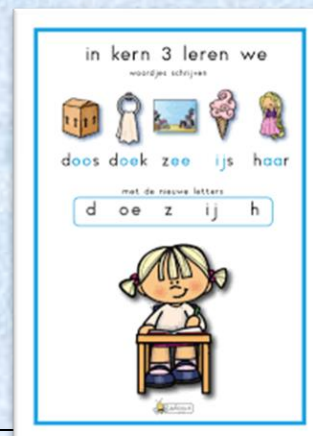 in kern 3 leren we
woordjes schrijven
doos doek zee ijs haar
met de nieuwe letters
d oe z ij h